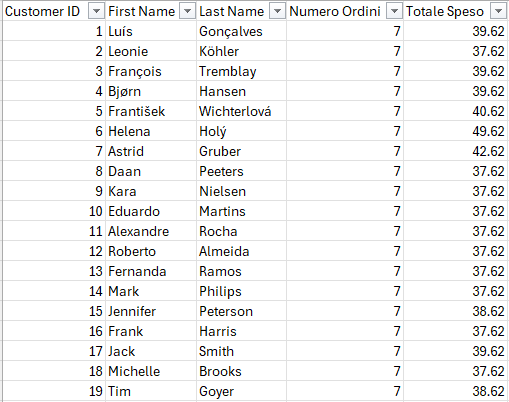 Customer ID First Name Last Name Numero Ordini Totale Speso
1 Luís Gonçalves 7 39.62
2 Leonie Köhler 7 37.62
3 François Tremblay 7 39.62
4 Bjørn Hansen 7 39.62
5 František Wichterlová 7 40.62
6 Helena Holý 7 49.62
7 Astrid Gruber 7 42.62
8 Daan Peeters 7 37.62
9 Kara Nielsen 7 37.62
10 Eduardo Martins 7 37.62
11 Alexandre Rocha 7 37.62
12 Roberto Almeida 7 37.62
13 Fernanda Ramos 7 37.62
14 Mark Philips 7 37.62
15 Jennifer Peterson 7 38.62
16 Frank Harris 7 37.62
17 Jack Smith 7 39.62
18 Michelle Brooks 7 37.62
19 Tim Goyer 7 38.62